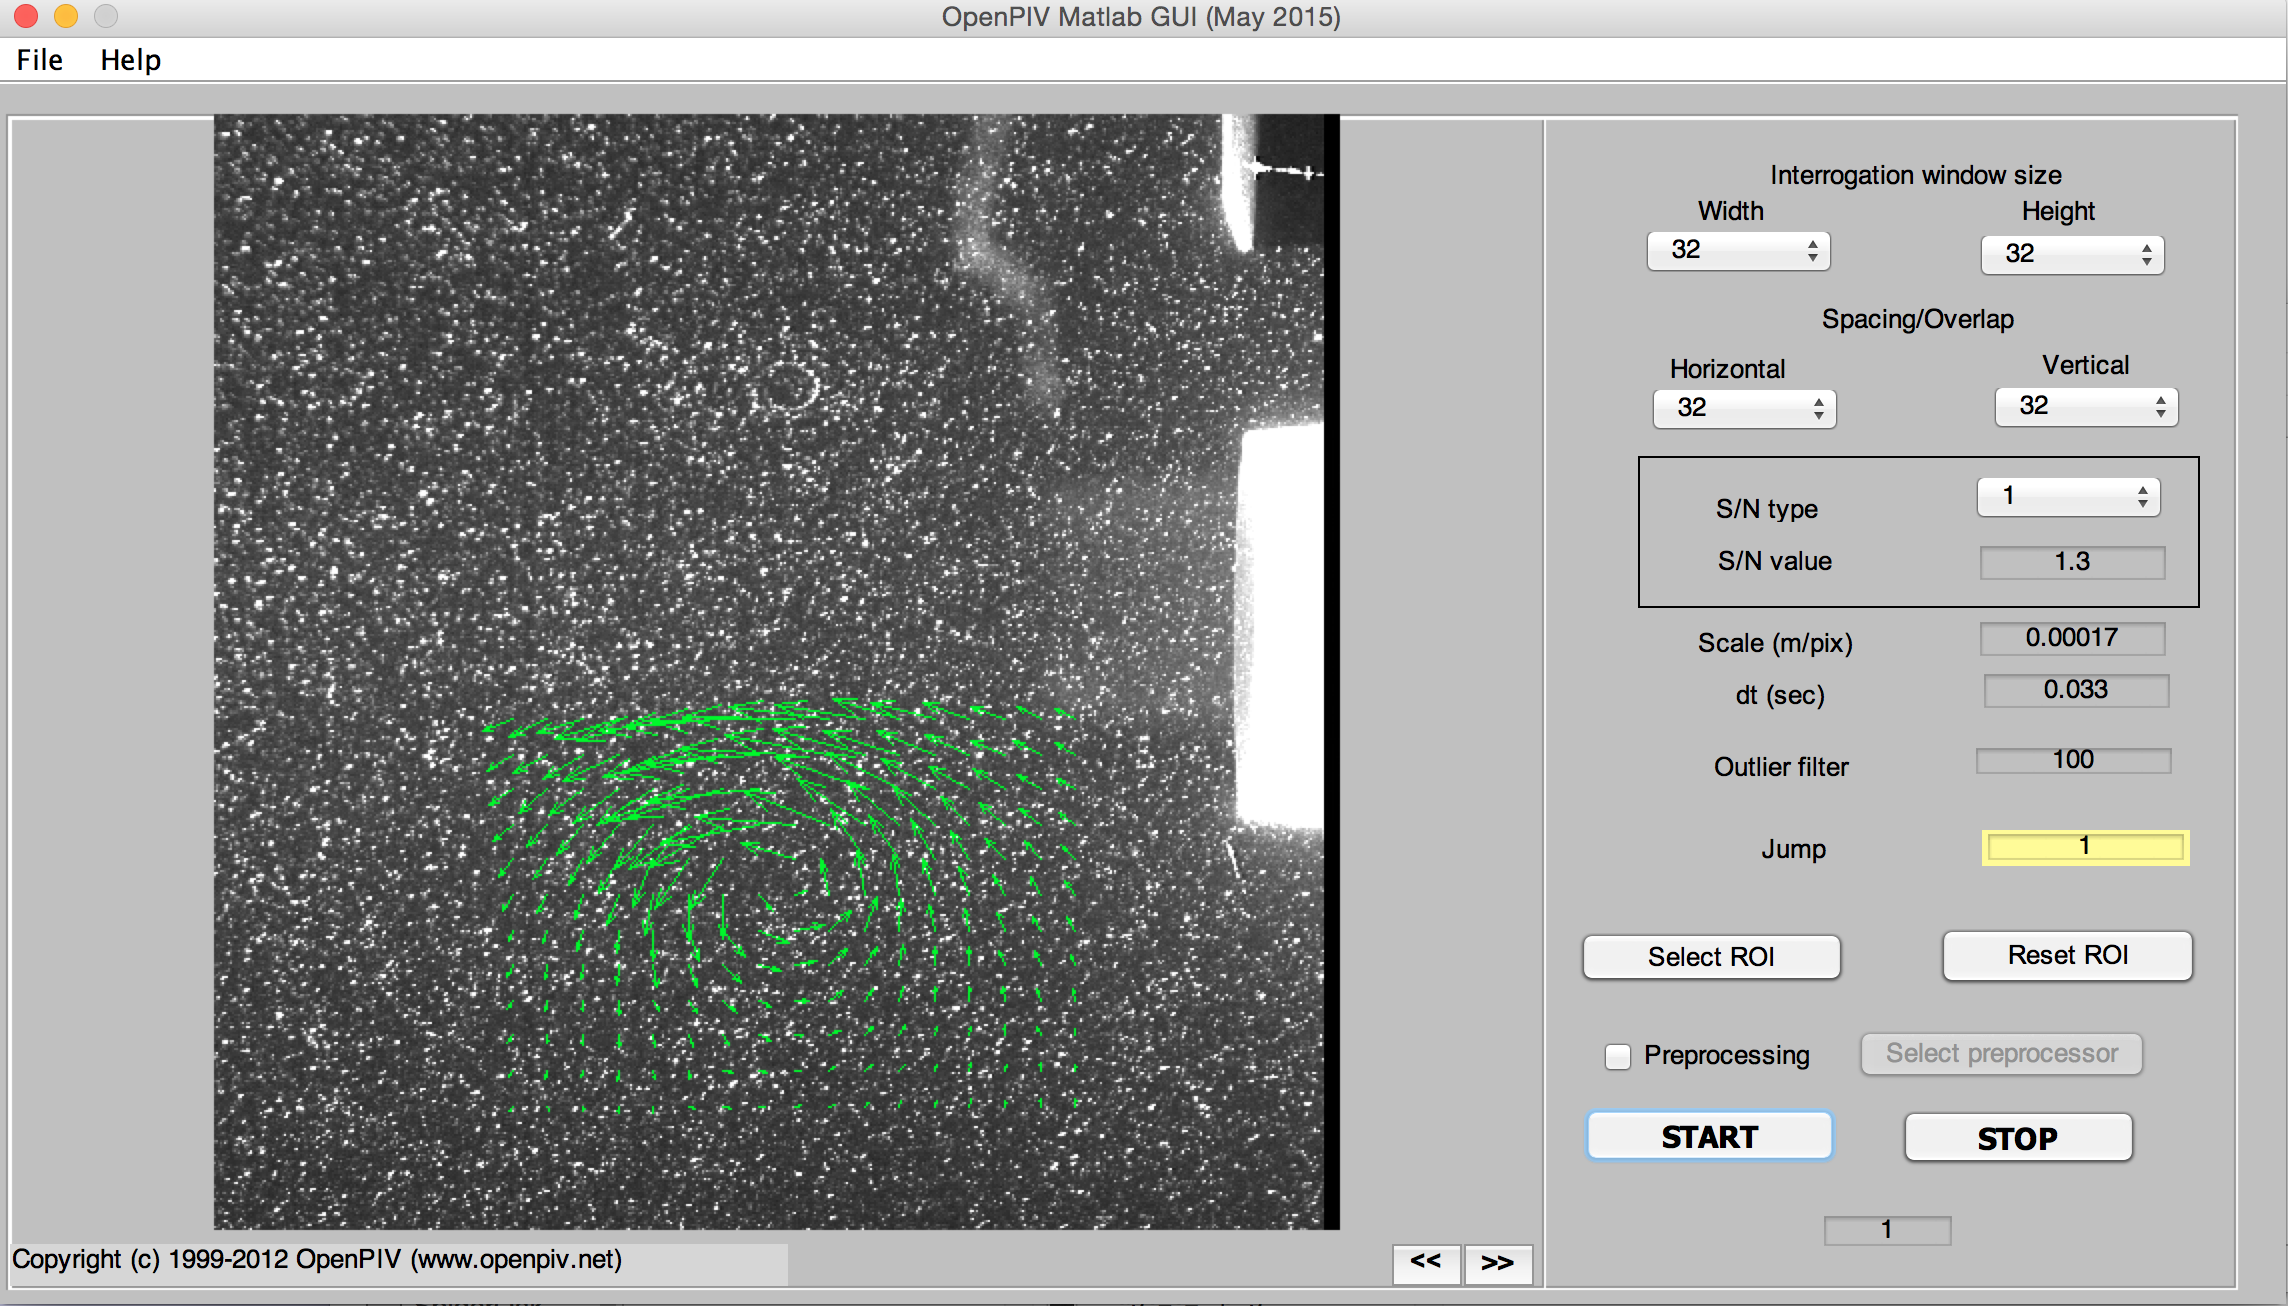 OpenPIV Matlab GUI (May 2015)
File Help
Interrogation window size
Width Height
32 32
Spacing/Overlap
Horizontal Vertical
32 32
S/N type 1
S/N value 1.3
Scale (m/pix) 0.00017
dt (sec) 0.033
Outlier filter 100
Jump 1
Select ROI Reset ROI
Preprocessing Select preprocessor
START STOP
1
Copyright (c) 1999-2012 OpenPIV (www.openpiv.net)
<< >>